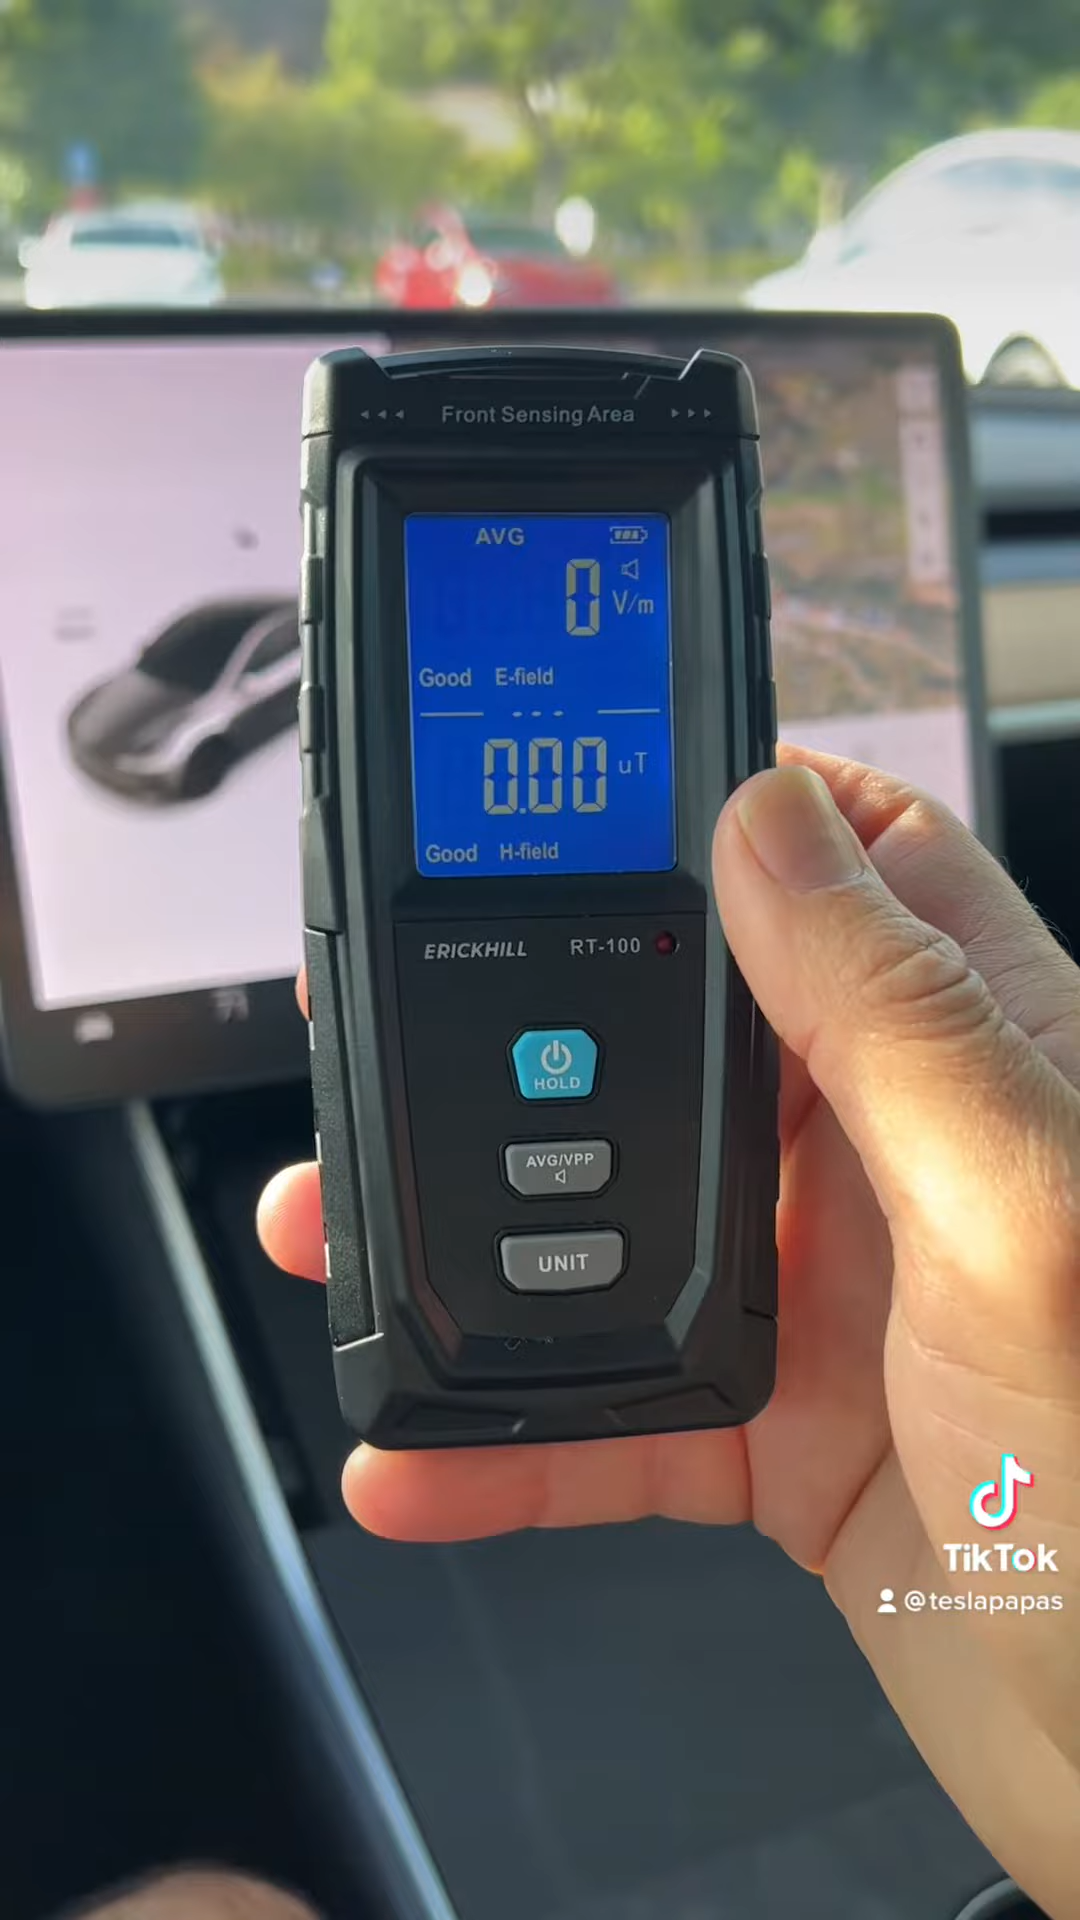 Front Sensing Area
AVG
0 V/m
Good E-field
0.00 uT
Good H-field
ERICKHILL RT-100
HOLD
AVG/VPP
UNIT
TikTok
@teslapapas